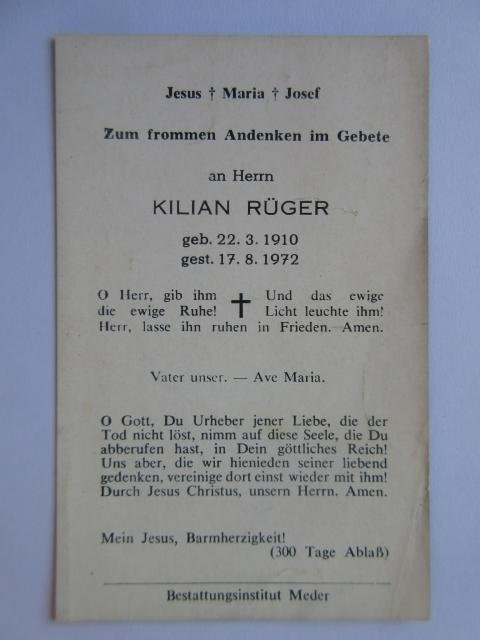 Jesus † Maria † Josef
Zum frommen Andenken im Gebete
an Herrn
KILIAN RÜGER
geb. 22. 3. 1910
gest. 17. 8. 1972
O Herr, gib ihm † Und das ewige
die ewige Ruhe! Licht leuchte ihm!
Herr, lasse ihn ruhen in Frieden. Amen.
Vater unser. — Ave Maria.
O Gott, Du Urheber jener Liebe, die der
Tod nicht löst, nimm auf diese Seele, die Du
abberufen hast, in Dein göttliches Reich!
Uns aber, die wir hienieden seiner liebend
gedenken, vereinige dort einst wieder mit ihm!
Durch Jesus Christus, unsern Herrn. Amen.
Mein Jesus, Barmherzigkeit!
(300 Tage Ablaß)
Bestattungsinstitut Meder